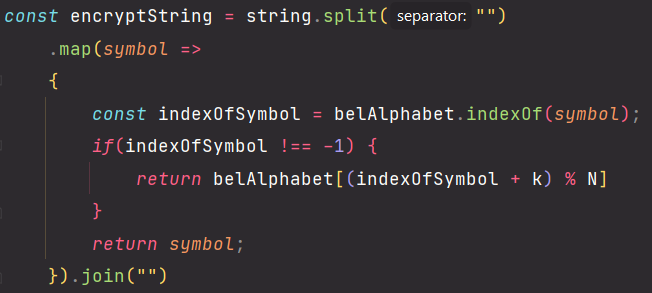 const encryptString = string.split( separator: "")
.map(symbol =>
{
const indexOfSymbol = belAlphabet.indexOf(symbol);
if(indexOfSymbol !== -1) {
return belAlphabet[(indexOfSymbol + k) % N]
}
return symbol;
}).join("")